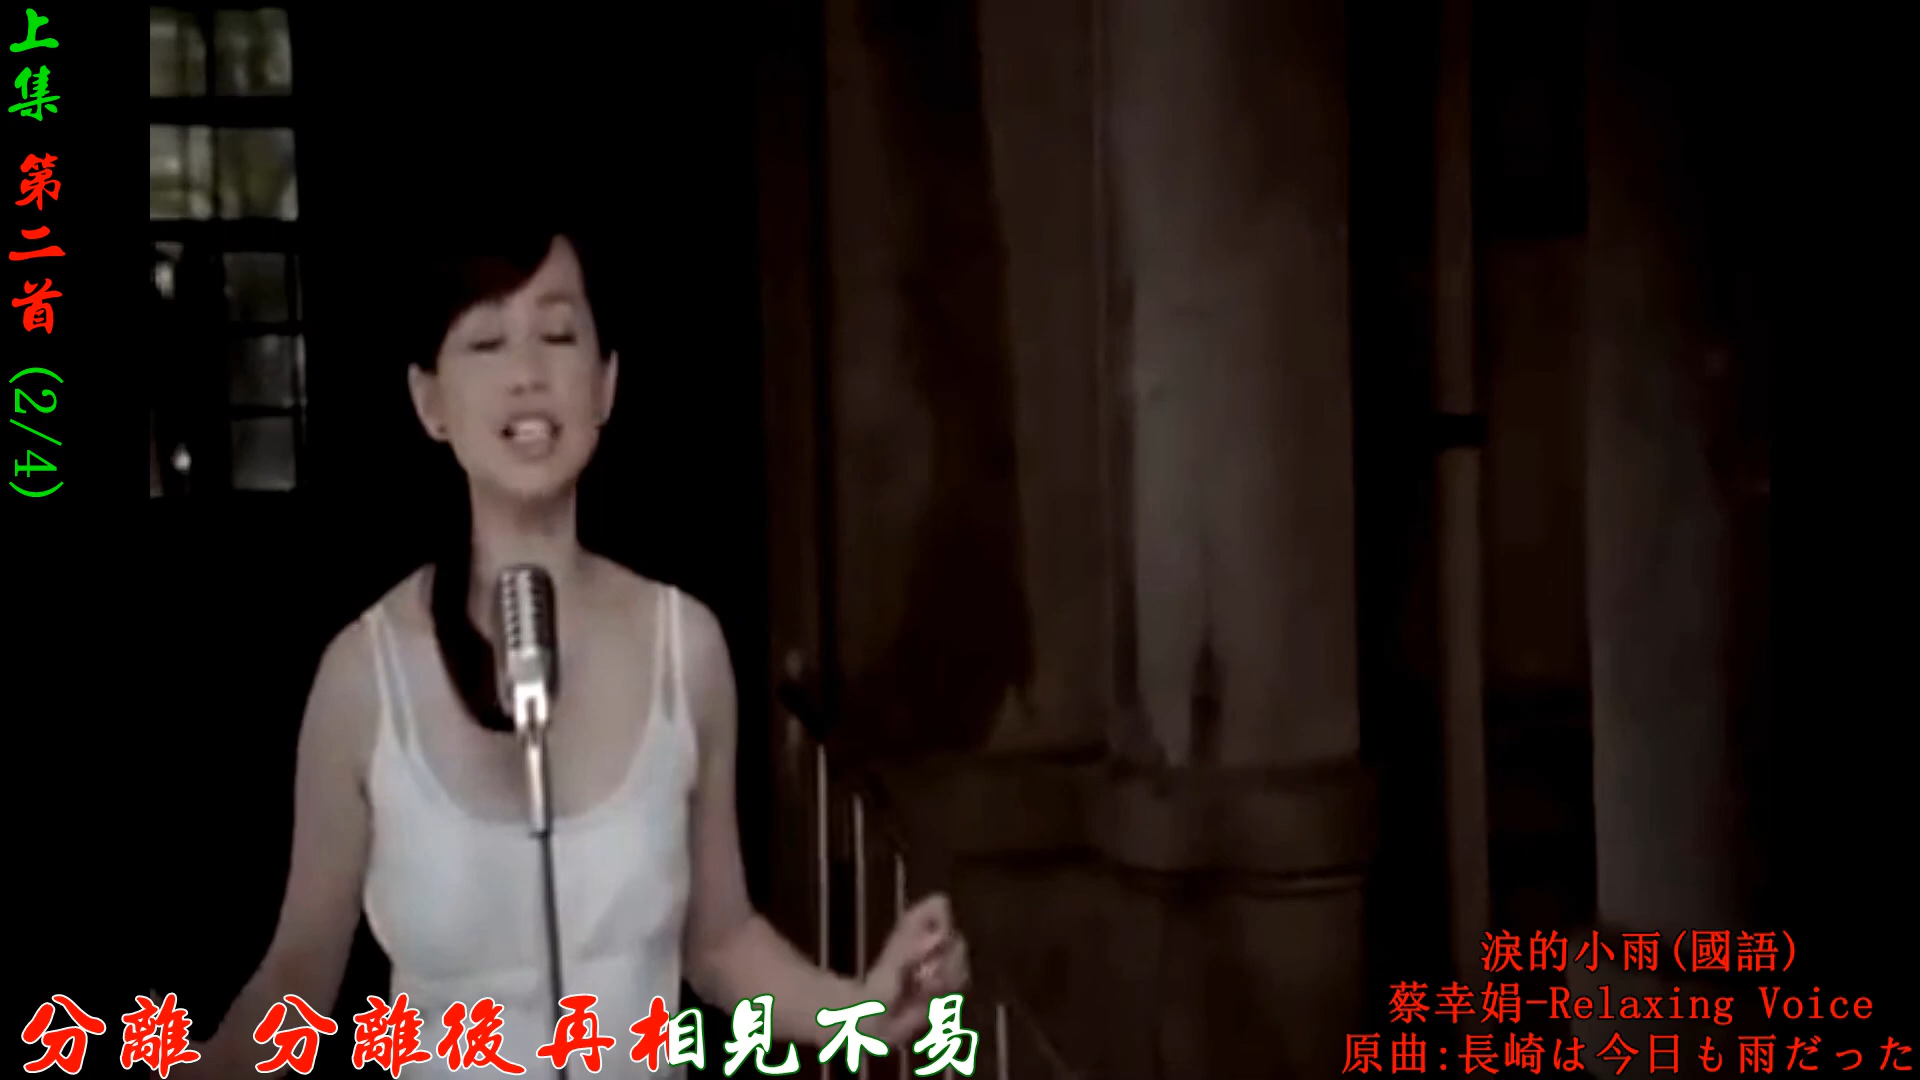 上集 第二首 (2/4)
分離 分離後再相見不易
淚的小雨(國語)
蔡幸娟-Relaxing Voice
原曲:長崎は今日も雨だった